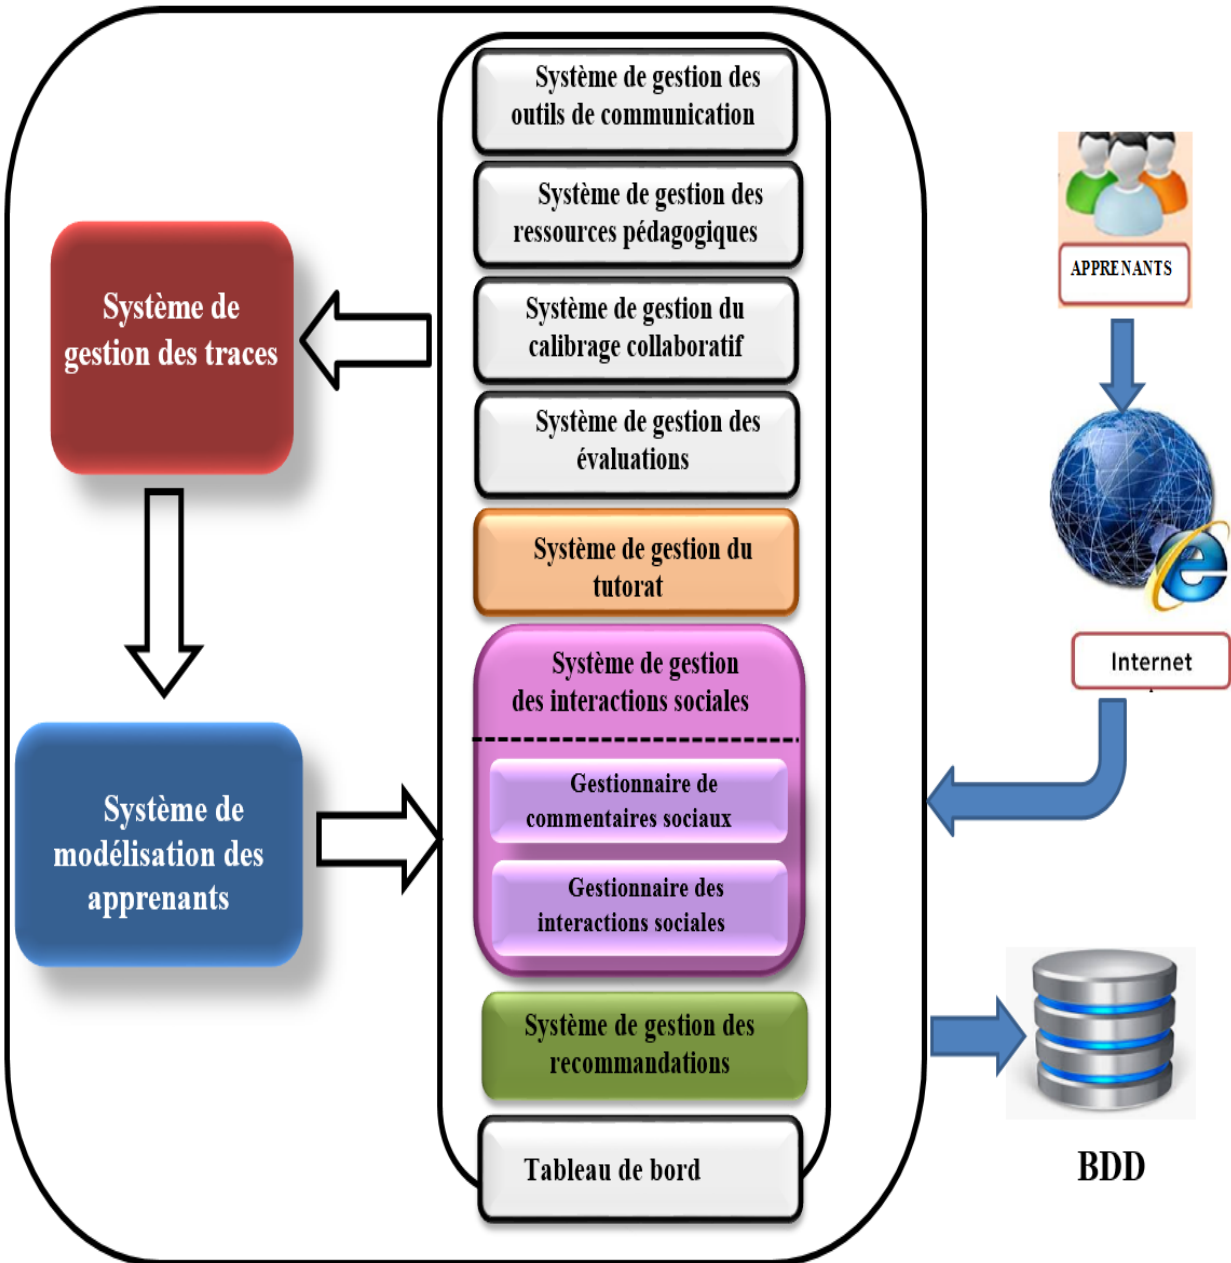 Système de gestion des
outils de communication
Système de gestion des
ressources pédagogiques
Système de gestion du
calibrage collaboratif
Système de gestion des
évaluations
Système de gestion du
tutorat
Système de gestion
des interactions sociales
Gestionnaire de
commentaires sociaux
Gestionnaire des
interactions sociales
Système de gestion des
recommandations
Tableau de bord
Système de
gestion des traces
Système de
modélisation des
apprenants
APPRENANTS
Internet
BDD